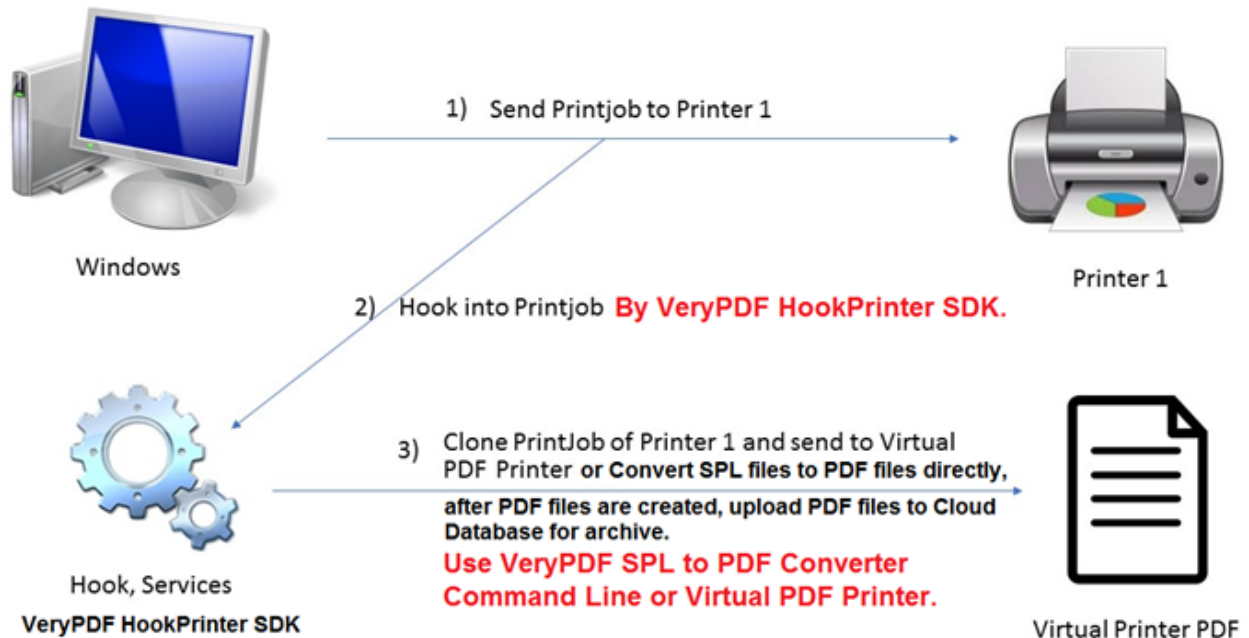 1) Send Printjob to Printer 1
Windows
Printer 1
2) Hook into Printjob By VeryPDF HookPrinter SDK.
3) Clone PrintJob of Printer 1 and send to Virtual
PDF Printer or Convert SPL files to PDF files directly,
after PDF files are created, upload PDF files to Cloud
Database for archive.
Use VeryPDF SPL to PDF Converter
Command Line or Virtual PDF Printer.
Hook, Services
VeryPDF HookPrinter SDK
Virtual Printer PDF